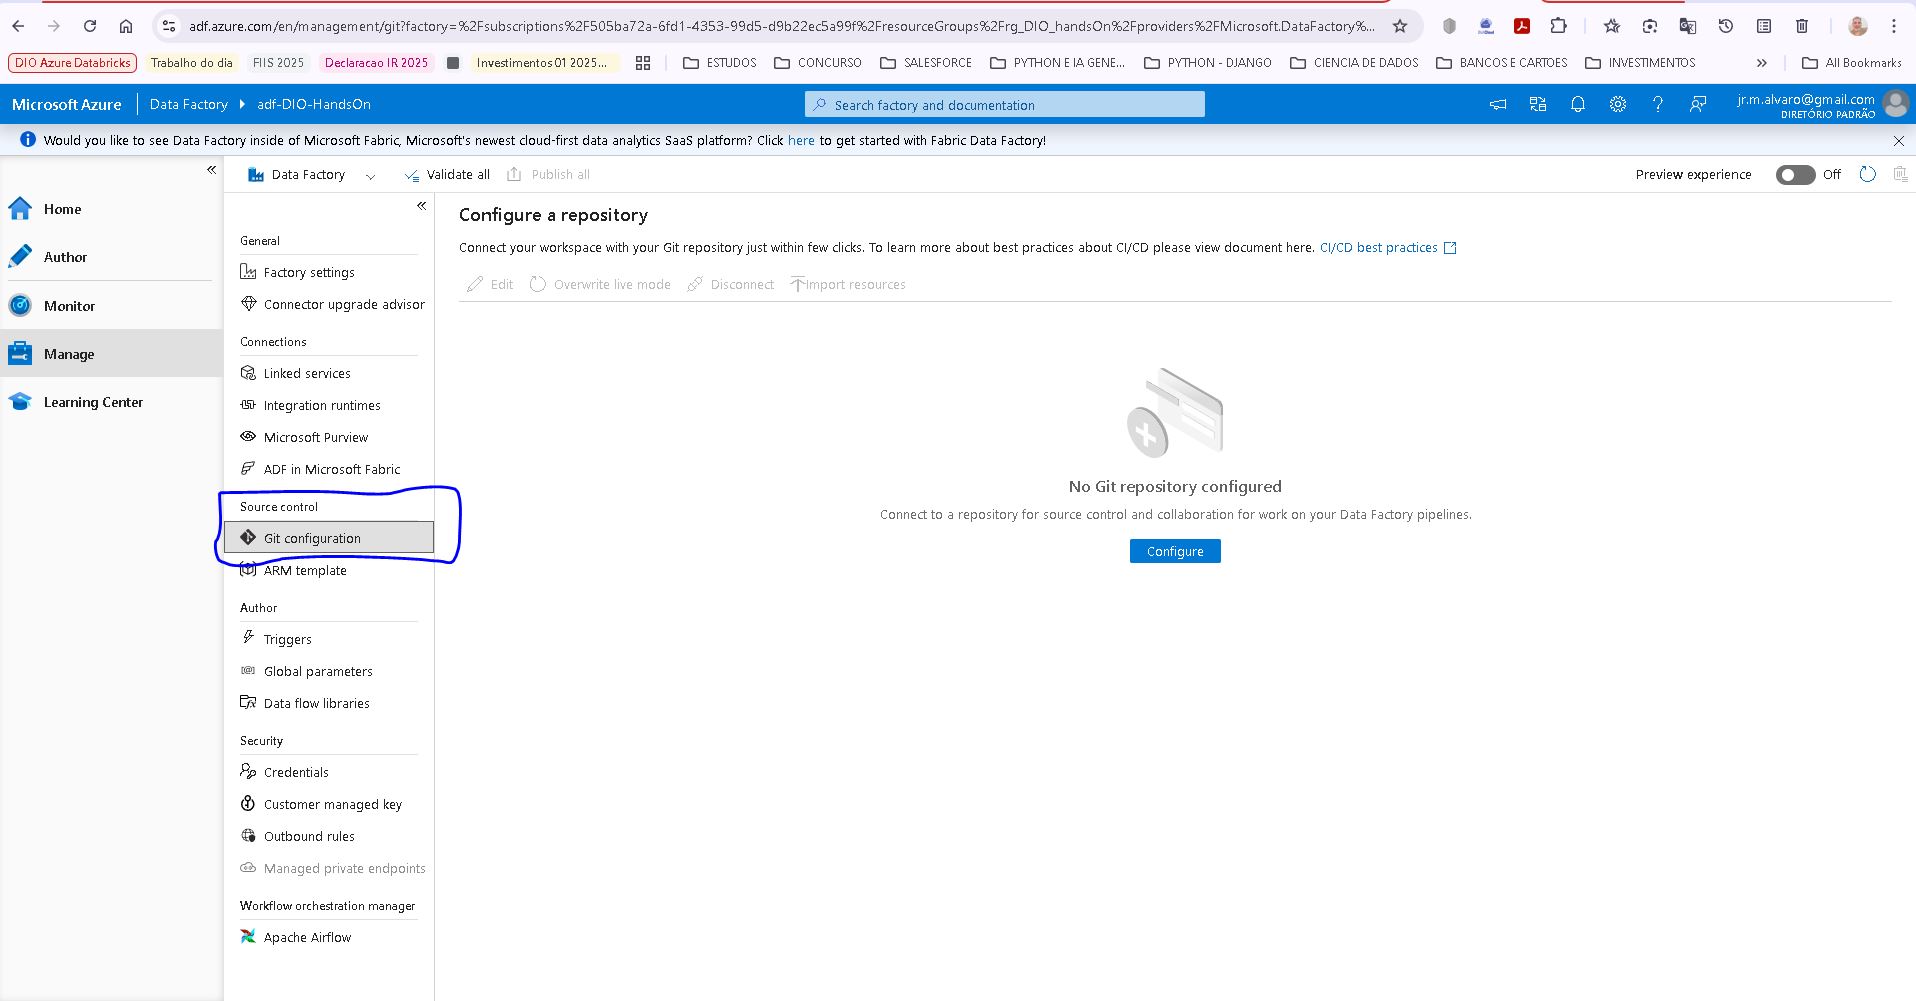 adf.azure.com/en/management/git?factory=%2Fsubscriptions%2F505ba72a-6fd1-4353-99d5-d9b22ec5a99f%2FresourceGroups%2Frg_DIO_handsOn%2Fproviders%2FMicrosoft.DataFactory%...
DIO Azure Databricks Trabalho do dia FIIS 2025 Declaracao IR 2025 Investimentos 01 2025... ESTUDOS CONCURSO SALESFORCE PYTHON E IA GENE... PYTHON - DJANGO CIENCIA DE DADOS BANCOS E CARTOES INVESTIMENTOS » All Bookmarks
Microsoft Azure Data Factory adf-DIO-HandsOn Search factory and documentation jr.m.alvaro@gmail.com
DIRETÓRIO PADRÃO
Would you like to see Data Factory inside of Microsoft Fabric, Microsoft's newest cloud-first data analytics SaaS platform? Click here to get started with Fabric Data Factory!
Data Factory Validate all Publish all Preview experience Off
Home
Author
Monitor
Manage
Learning Center
General
Factory settings
Connector upgrade advisor
Connections
Linked services
Integration runtimes
Microsoft Purview
ADF in Microsoft Fabric
Source control
Git configuration
ARM template
Author
Triggers
Global parameters
Data flow libraries
Security
Credentials
Customer managed key
Outbound rules
Managed private endpoints
Workflow orchestration manager
Apache Airflow
Configure a repository
Connect your workspace with your Git repository just within few clicks. To learn more about best practices about CI/CD please view document here. CI/CD best practices
Edit Overwrite live mode Disconnect Import resources
No Git repository configured
Connect to a repository for source control and collaboration for work on your Data Factory pipelines.
Configure